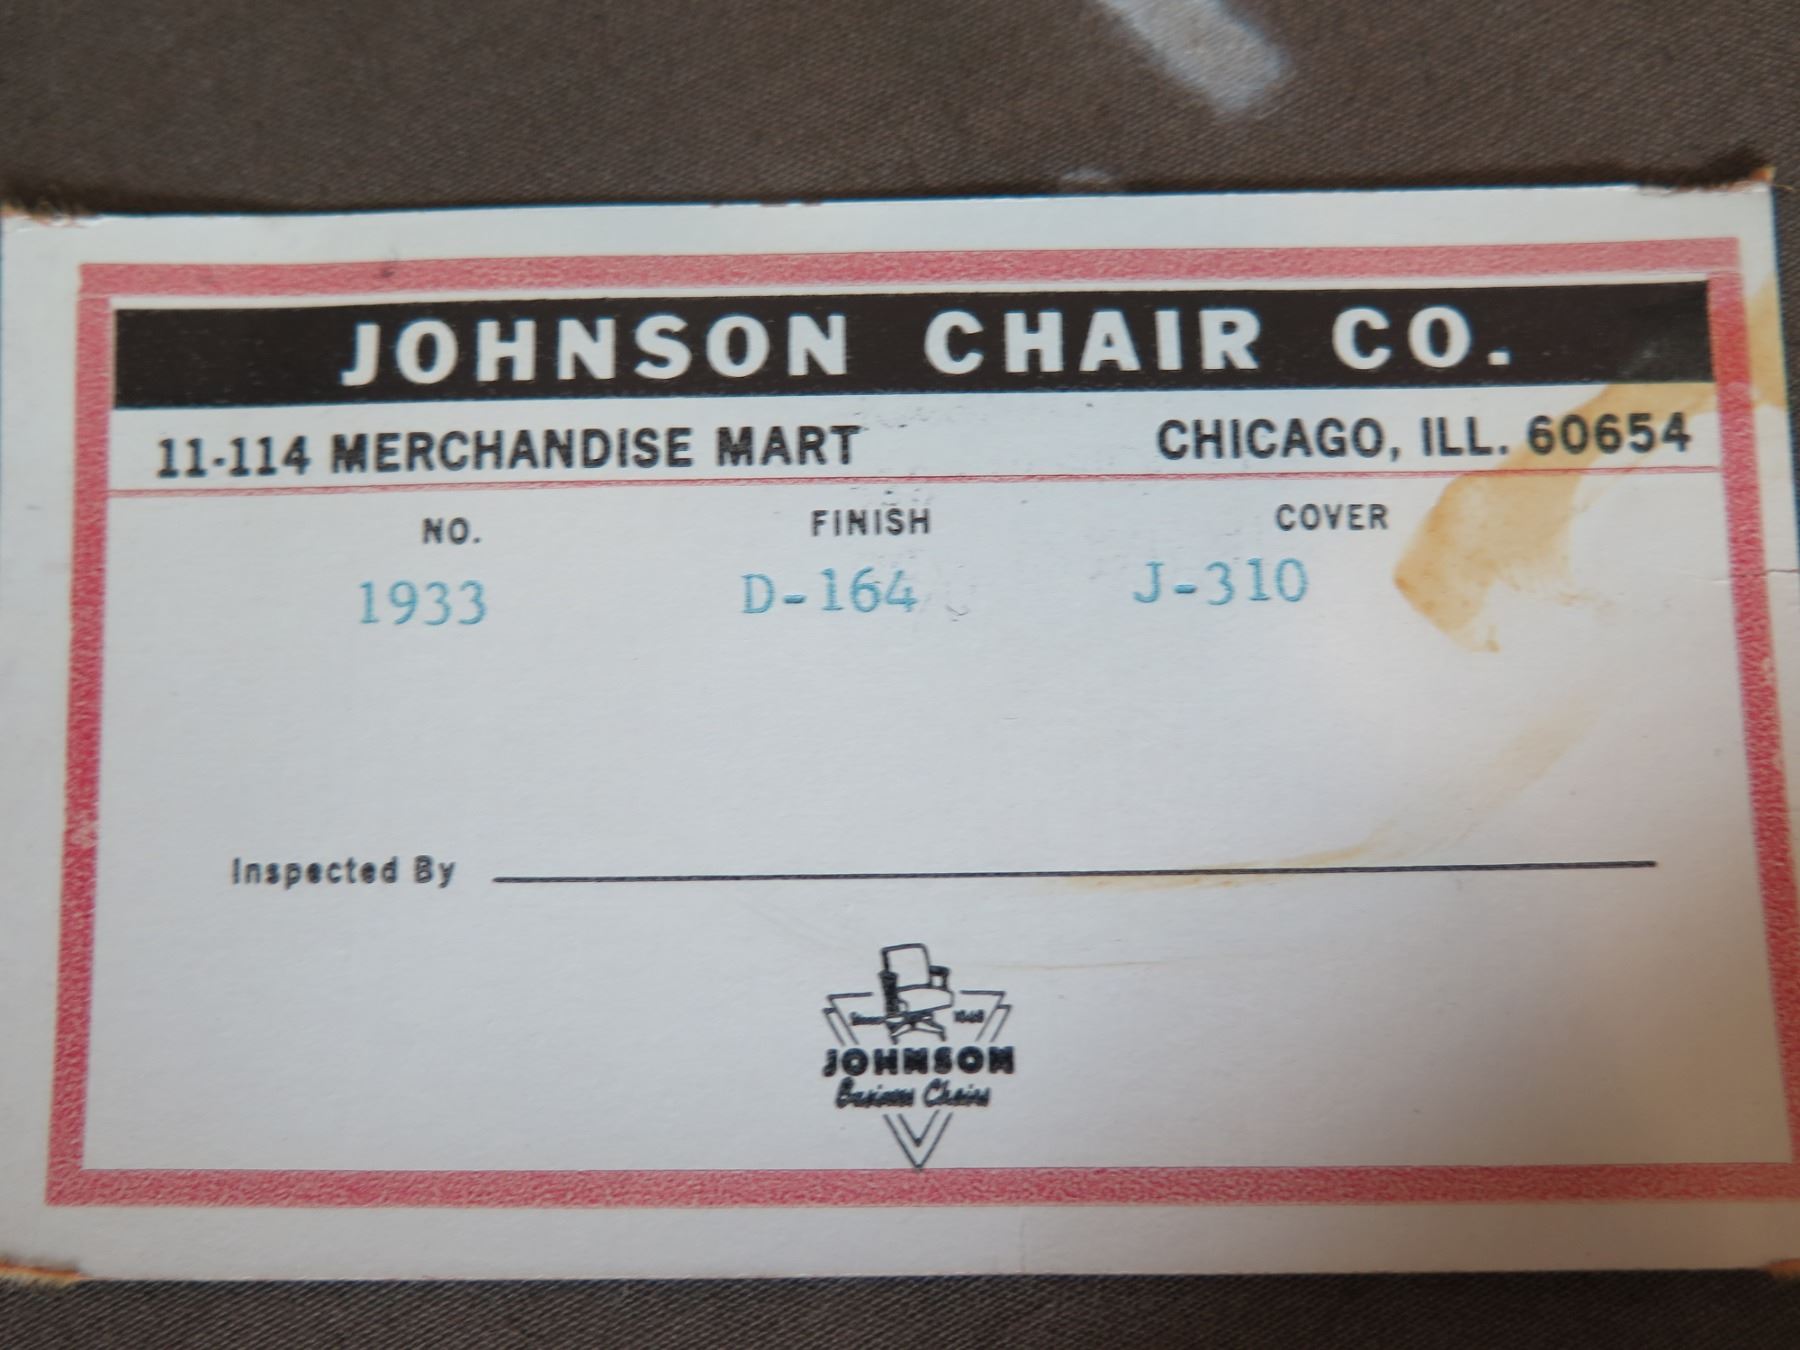 JOHNSON CHAIR CO.
11-114 MERCHANDISE MART CHICAGO, ILL. 60654
NO. FINISH COVER
1933 D-164 J-310
Inspected By
JOHNSON
Business Chairs